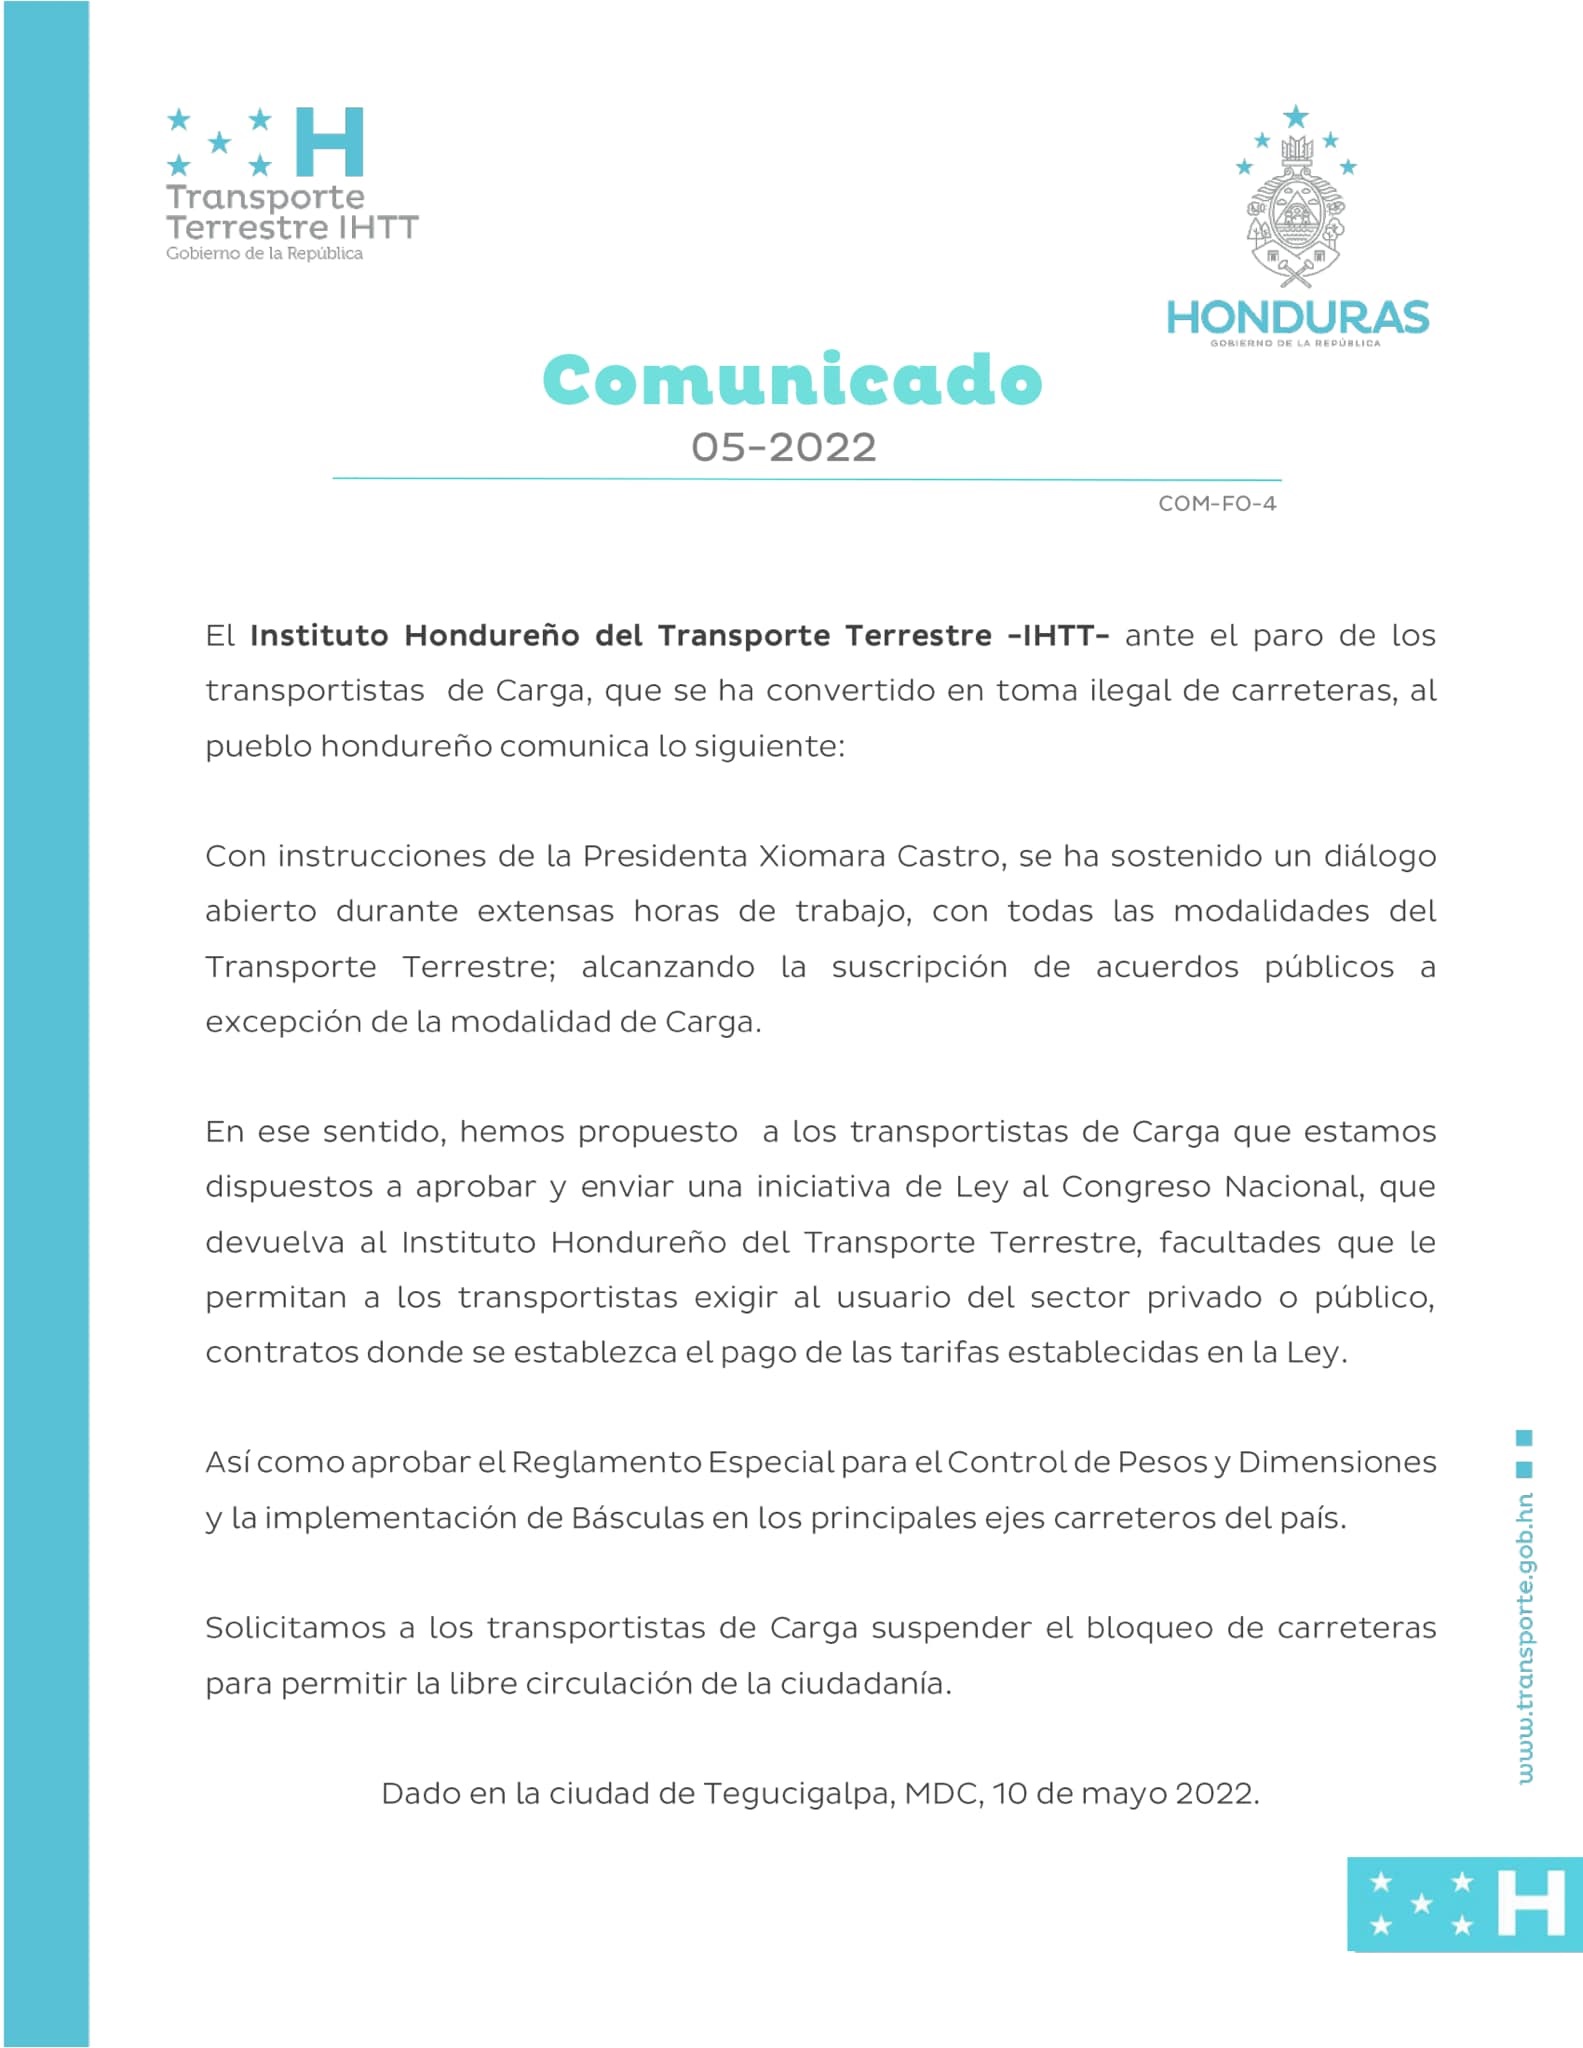 H
Transporte
Terrestre IHTT
Gobierno de la República
HONDURAS
GOBIERNO DE LA REPÚBLICA
Comunicado
05-2022
COM-FO-4
El Instituto Hondureño del Transporte Terrestre -IHTT- ante el paro de los
transportistas de Carga, que se ha convertido en toma ilegal de carreteras, al
pueblo hondureño comunica lo siguiente:
Con instrucciones de la Presidenta Xiomara Castro, se ha sostenido un diálogo
abierto durante extensas horas de trabajo, con todas las modalidades del
Transporte Terrestre; alcanzando la suscripción de acuerdos públicos a
excepción de la modalidad de Carga.
En ese sentido, hemos propuesto a los transportistas de Carga que estamos
dispuestos a aprobar y enviar una iniciativa de Ley al Congreso Nacional, que
devuelva al Instituto Hondureño del Transporte Terrestre, facultades que le
permitan a los transportistas exigir al usuario del sector privado o público,
contratos donde se establezca el pago de las tarifas establecidas en la Ley.
Así como aprobar el Reglamento Especial para el Control de Pesos y Dimensiones
y la implementación de Básculas en los principales ejes carreteros del país.
Solicitamos a los transportistas de Carga suspender el bloqueo de carreteras
para permitir la libre circulación de la ciudadanía.
Dado en la ciudad de Tegucigalpa, MDC, 10 de mayo 2022.
www.transporte.gob.hn
H